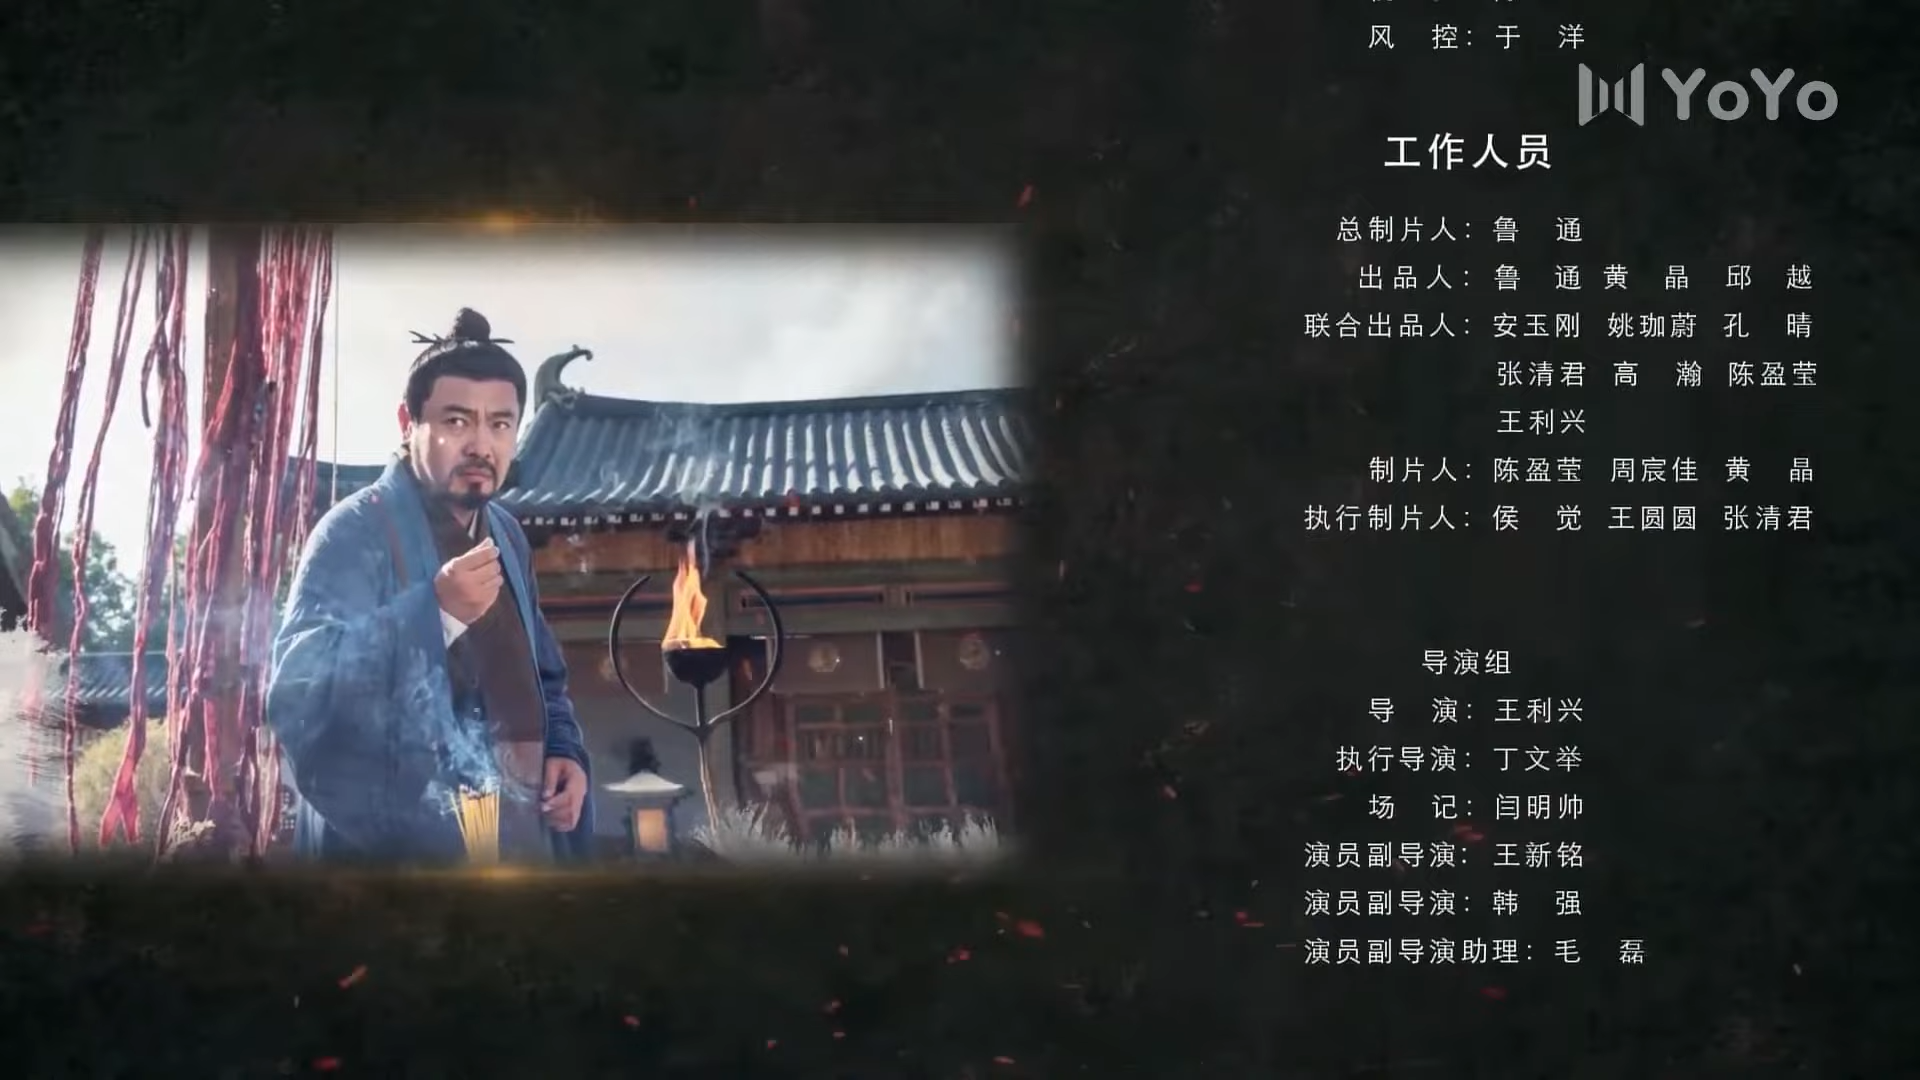 风 控：于 洋
YoYo
工作人员
总制片人：鲁 通
出品人：鲁 通 黄 晶 邱 越
联合出品人：安玉刚 姚珈蔚 孔 晴
张清君 高 瀚 陈盈莹
王利兴
制片人：陈盈莹 周宸佳 黄 晶
执行制片人：侯 觉 王圆圆 张清君
导演组
导 演：王利兴
执行导演：丁文举
场 记：闫明帅
演员副导演：王新铭
演员副导演：韩 强
演员副导演助理：毛 磊